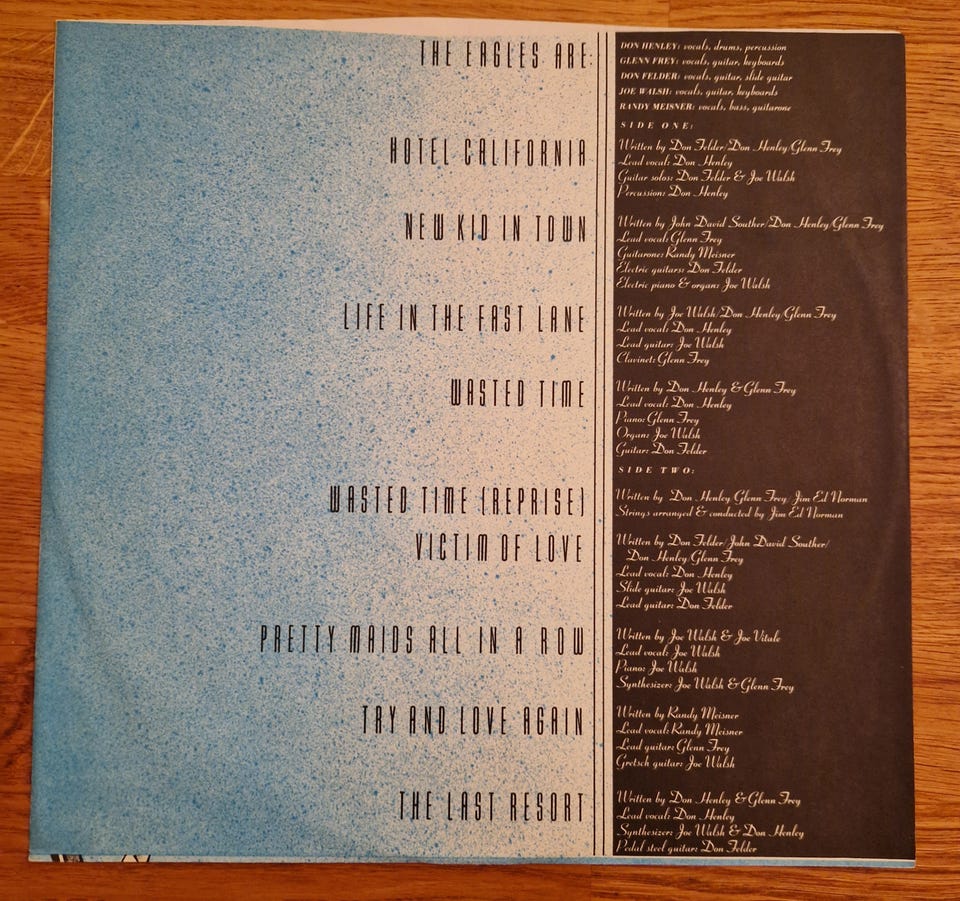 THE EAGLES ARE:
DON HENLEY: vocals, drums, percussion
GLENN FREY: vocals, guitar, keyboards
DON FELDER: vocals, guitar, slide guitar
JOE WALSH: vocals, guitar, keyboards
RANDY MEISNER: vocals, bass, guitarone
SIDE ONE:
HOTEL CALIFORNIA
Written by Don Felder/Don Henley/Glenn Frey
Lead vocal: Don Henley
Guitar solos: Don Felder & Joe Walsh
Percussion: Don Henley
NEW KID IN TOWN
Written by John David Souther/Don Henley/Glenn Frey
Lead vocal: Glenn Frey
Guitarone: Randy Meisner
Electric guitars: Don Felder
Electric piano & organ: Joe Walsh
LIFE IN THE FAST LANE
Written by Joe Walsh/Don Henley/Glenn Frey
Lead vocal: Don Henley
Lead guitar: Joe Walsh
Clavinet: Glenn Frey
WASTED TIME
Written by Don Henley & Glenn Frey
Lead vocal: Don Henley
Piano: Glenn Frey
Organ: Joe Walsh
Guitar: Don Felder
SIDE TWO:
WASTED TIME (REPRISE)
Written by Don Henley/Glenn Frey/Jim Ed Norman
Strings arranged & conducted by Jim Ed Norman
VICTIM OF LOVE
Written by Don Felder/John David Souther/
Don Henley/Glenn Frey
Lead vocal: Don Henley
Slide guitar: Joe Walsh
Lead guitar: Don Felder
PRETTY MAIDS ALL IN A ROW
Written by Joe Walsh & Joe Vitale
Lead vocal: Joe Walsh
Piano: Joe Walsh
Synthesizer: Joe Walsh & Glenn Frey
TRY AND LOVE AGAIN
Written by Randy Meisner
Lead vocal: Randy Meisner
Lead guitar: Glenn Frey
Gretsch guitar: Joe Walsh
THE LAST RESORT
Written by Don Henley & Glenn Frey
Lead vocal: Don Henley
Synthesizer: Joe Walsh & Don Henley
Pedal steel guitar: Don Felder